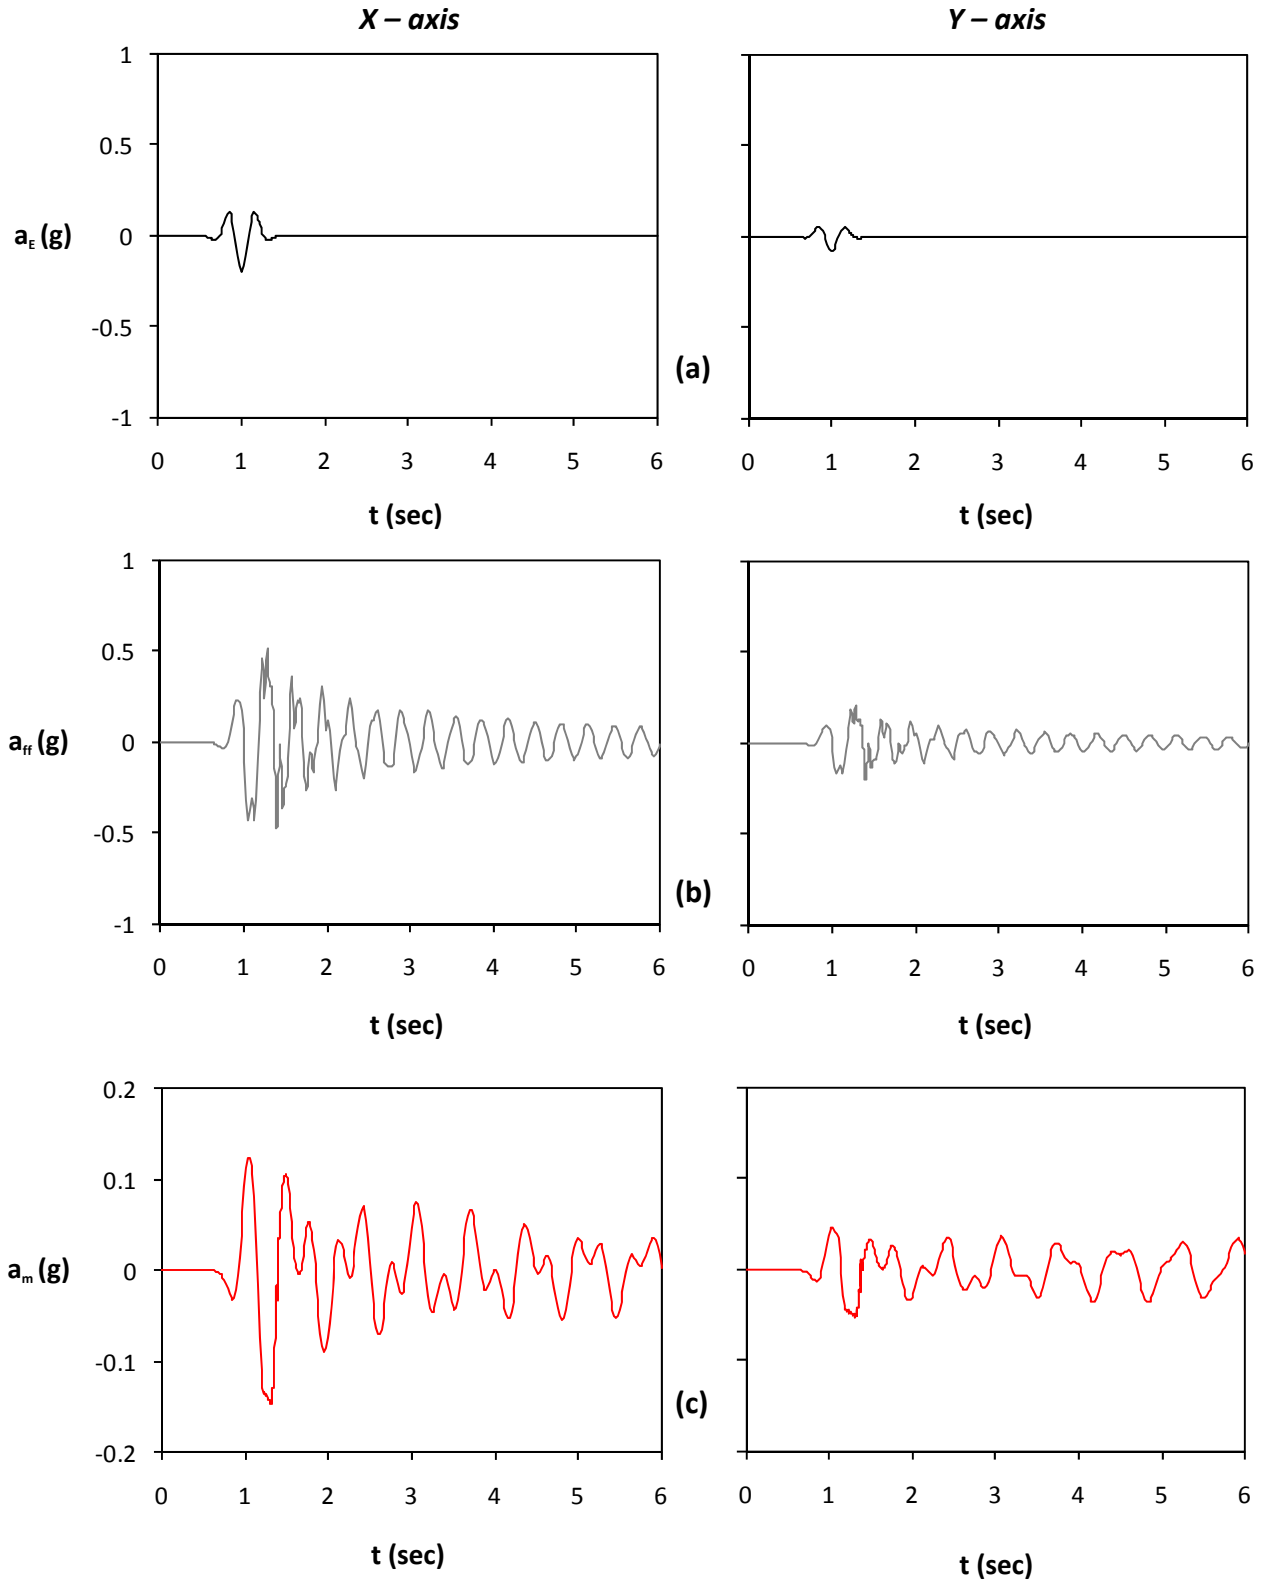 X – axis Y – axis
1
0.5
aE (g) 0
-0.5
(a)
-1
0 1 2 3 4 5 6 0 1 2 3 4 5 6
t (sec) t (sec)
1
0.5
aff (g) 0
-0.5
(b)
-1
0 1 2 3 4 5 6 0 1 2 3 4 5 6
t (sec) t (sec)
0.2
0.1
am (g) 0
-0.1
(c)
-0.2
0 1 2 3 4 5 6 0 1 2 3 4 5 6
t (sec) t (sec)